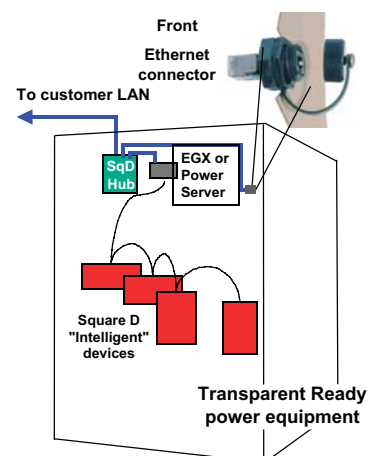 Front
Ethernet
connector
To customer LAN
SqD
Hub
EGX or
Power
Server
Square D
"Intelligent"
devices
Transparent Ready
power equipment